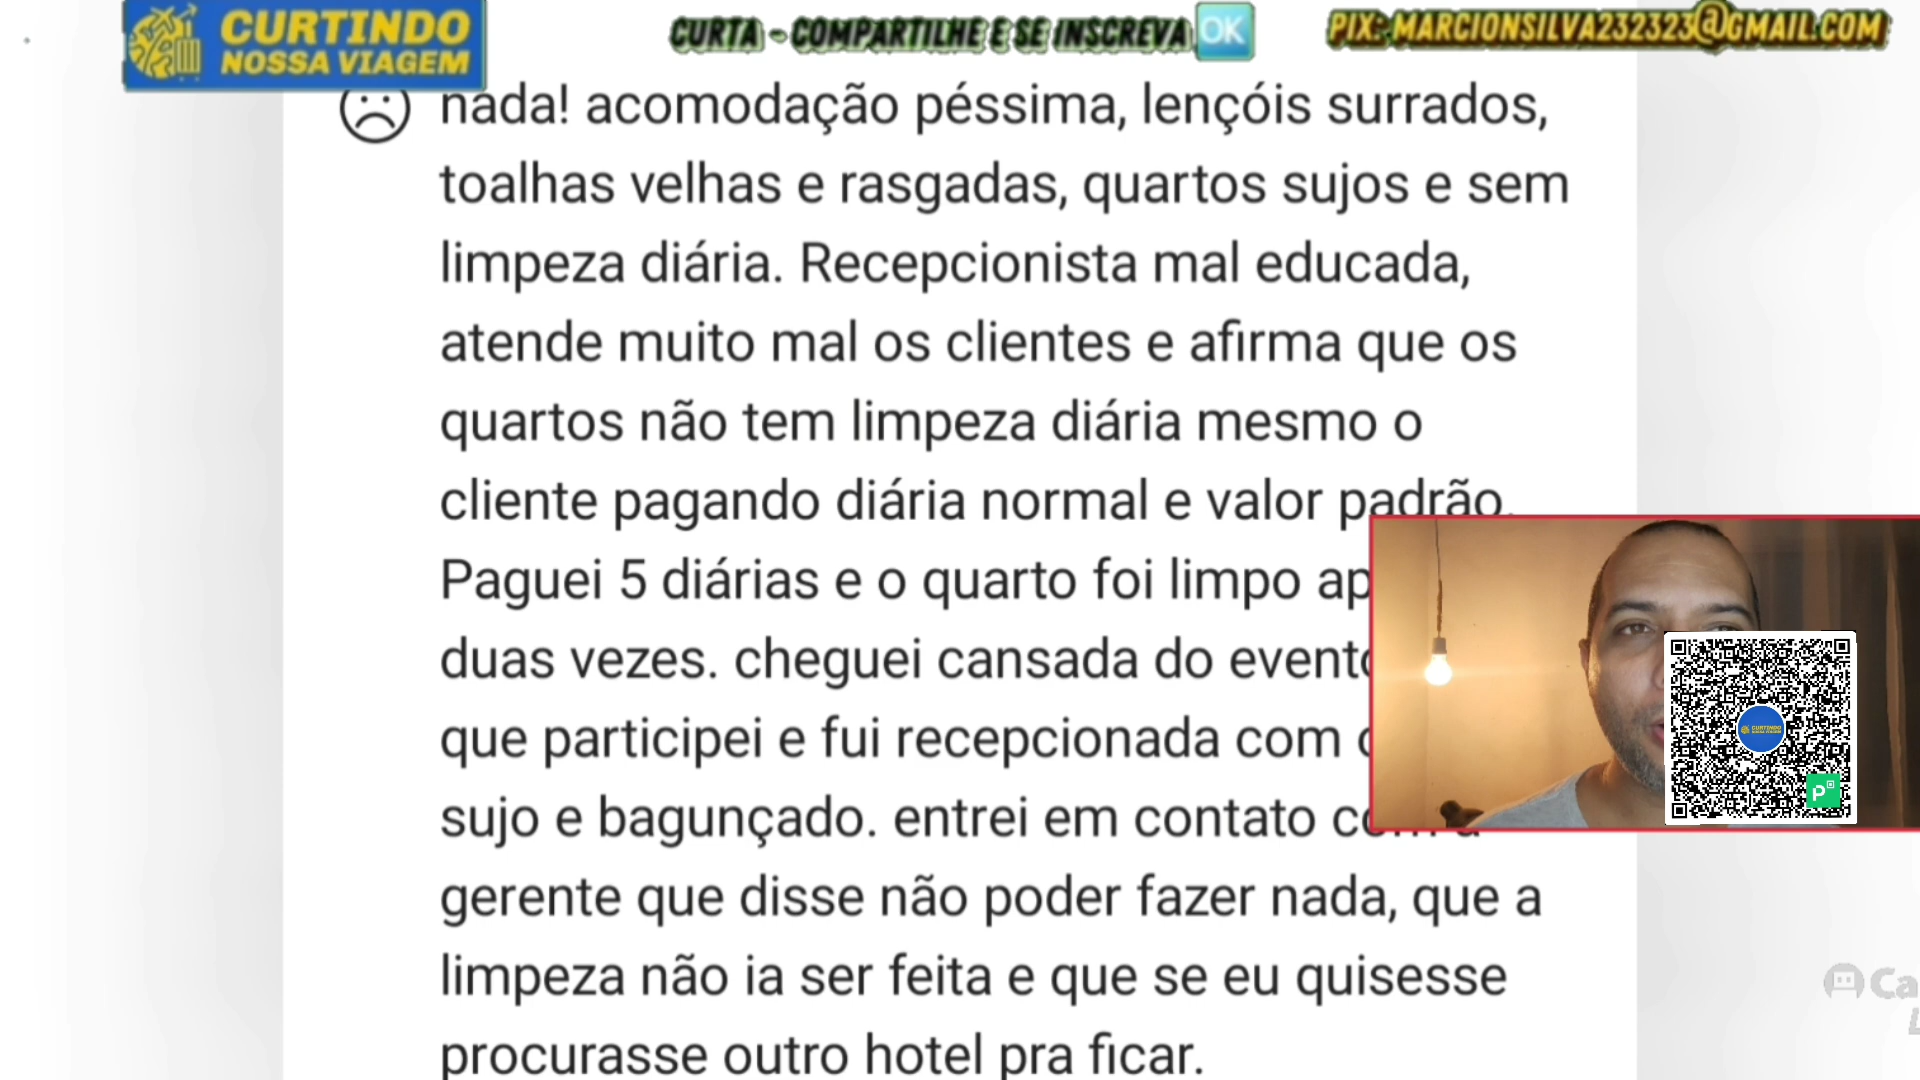 CURTINDO
NOSSA VIAGEM
CURTA - COMPARTILHE E SE INSCREVA OK
PIX: MARCIONSILVA232323@GMAIL.COM
nada! acomodação péssima, lençóis surrados,
toalhas velhas e rasgadas, quartos sujos e sem
limpeza diária. Recepcionista mal educada,
atende muito mal os clientes e afirma que os
quartos não tem limpeza diária mesmo o
cliente pagando diária normal e valor padrão.
Paguei 5 diárias e o quarto foi limpo
duas vezes. cheguei cansada do evento
que participei e fui recepcionada com
sujo e bagunçado. entrei em contato
gerente que disse não poder fazer nada, que a
limpeza não ia ser feita e que se eu quisesse
procurasse outro hotel pra ficar.
CURTINDO
NOSSA VIAGEM
P